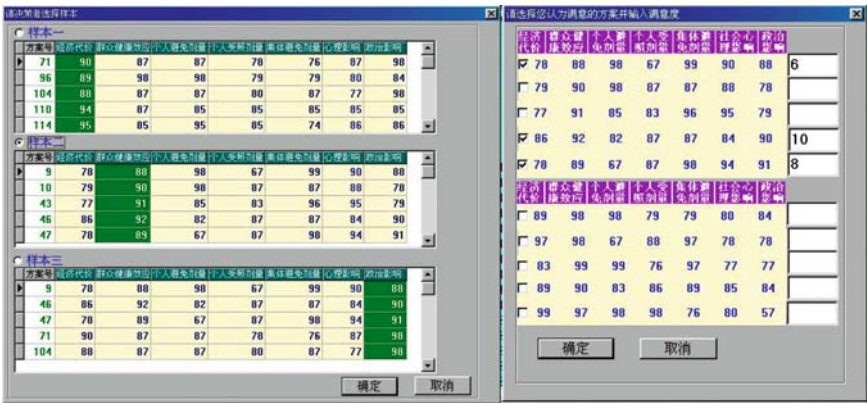 请决策者选择样本
样本一
方案号 经济代价 群众健康效应 个人避免剂量 个人受照剂量 集体避免剂量 心理影响 政治影响
71 90 87 87 78 76 87 98
96 89 98 98 79 79 80 84
104 88 87 87 80 87 77 98
110 94 87 85 85 85 85 85
114 95 85 95 85 74 86 86
样本二
方案号 经济代价 群众健康效应 个人避免剂量 个人受照剂量 集体避免剂量 心理影响 政治影响
9 78 88 98 67 99 90 88
10 79 90 98 87 87 88 78
43 77 91 85 83 96 95 79
46 86 92 82 87 87 84 90
47 78 89 67 87 98 94 91
样本三
方案号 经济代价 群众健康效应 个人避免剂量 个人受照剂量 集体避免剂量 心理影响 政治影响
9 78 88 98 67 99 90 88
46 86 92 82 87 87 84 90
47 78 89 67 87 98 94 91
71 90 87 87 78 76 87 98
104 88 87 87 80 87 77 98
确定 取消
请选择您认为满意的方案并输入满意度
经济代价 群众健康效应 个人避免剂量 个人受照剂量 集体避免剂量 社会心理影响 政治影响
78 88 98 67 99 90 88 6
79 90 98 87 87 88 78
77 91 85 83 96 95 79
86 92 82 87 87 84 90 10
78 89 67 87 98 94 91 8
经济代价 群众健康效应 个人避免剂量 个人受照剂量 集体避免剂量 社会心理影响 政治影响
89 98 98 79 79 80 84
97 98 67 88 97 78 78
83 99 99 76 97 77 77
89 90 83 86 89 85 84
99 97 98 98 76 80 57
确定 取消